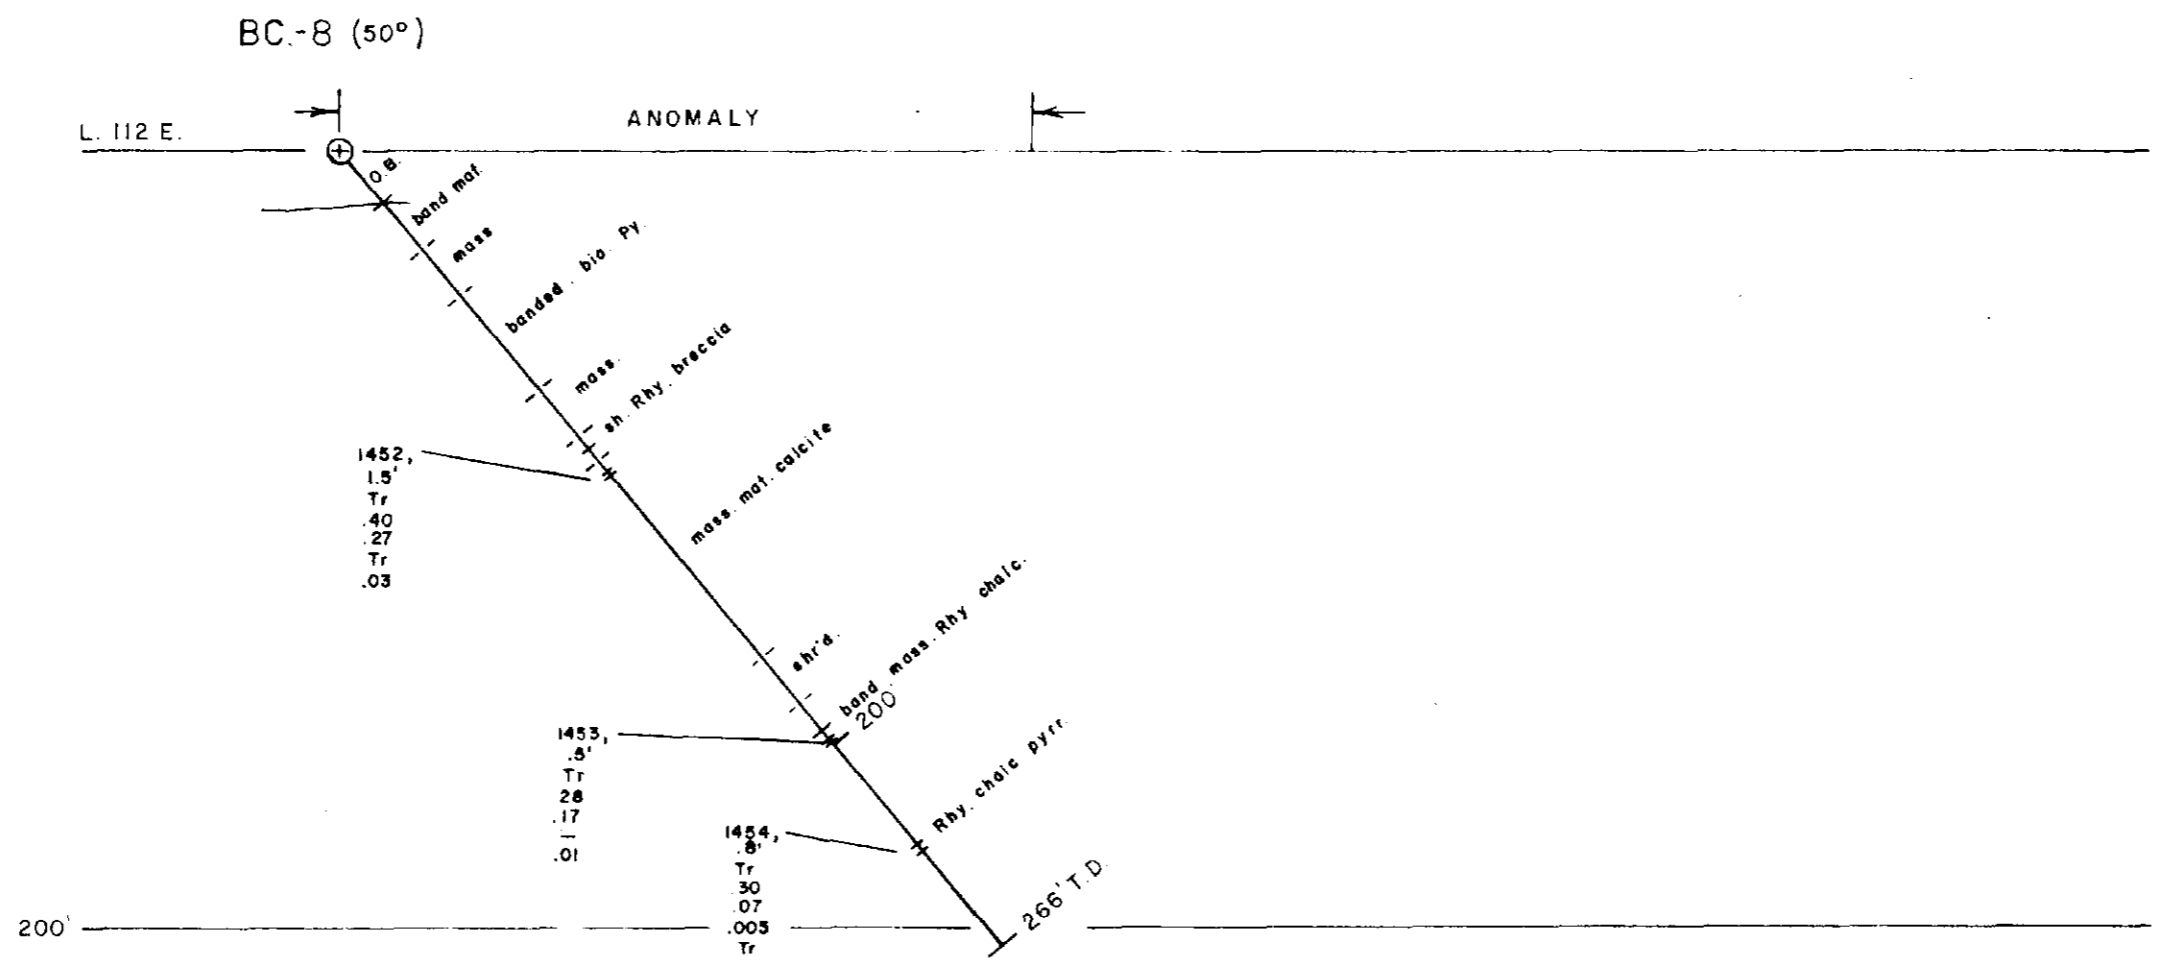 BC.-8 (50°)
ANOMALY
L. 112 E.
O.B.
band mat.
mass
banded. bio. Py.
mass.
sh. Rhy. breccia
1452,
1.5'
Tr
.40
.27
Tr
.03
mass. mat. calcite
shr'd.
band mass. Rhy chalc.
200'
1453,
.5'
Tr
28
.17
—
.01
Rhy. chalc pyrr.
1454,
.8'
Tr
.30
.07
.005
Tr
266' T.D.
200'